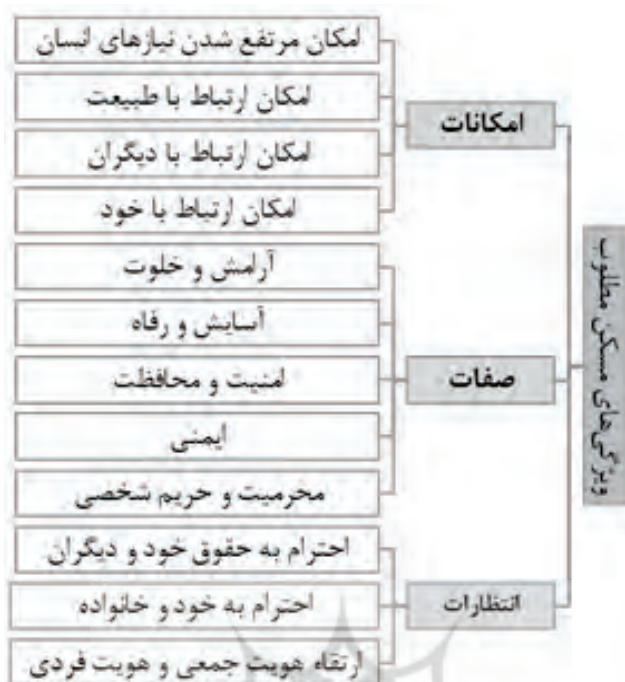 ویژگی‌های مسکن مطلوب
امکانات
امکان مرتفع شدن نیازهای انسان
امکان ارتباط با طبیعت
امکان ارتباط با دیگران
امکان ارتباط با خود
صفات
آرامش و خلوت
آسایش و رفاه
امنیت و محافظت
ایمنی
محرمیت و حریم شخصی
انتظارات
احترام به حقوق خود و دیگران
احترام به خود و خانواده
ارتقاء هویت جمعی و هویت فردی